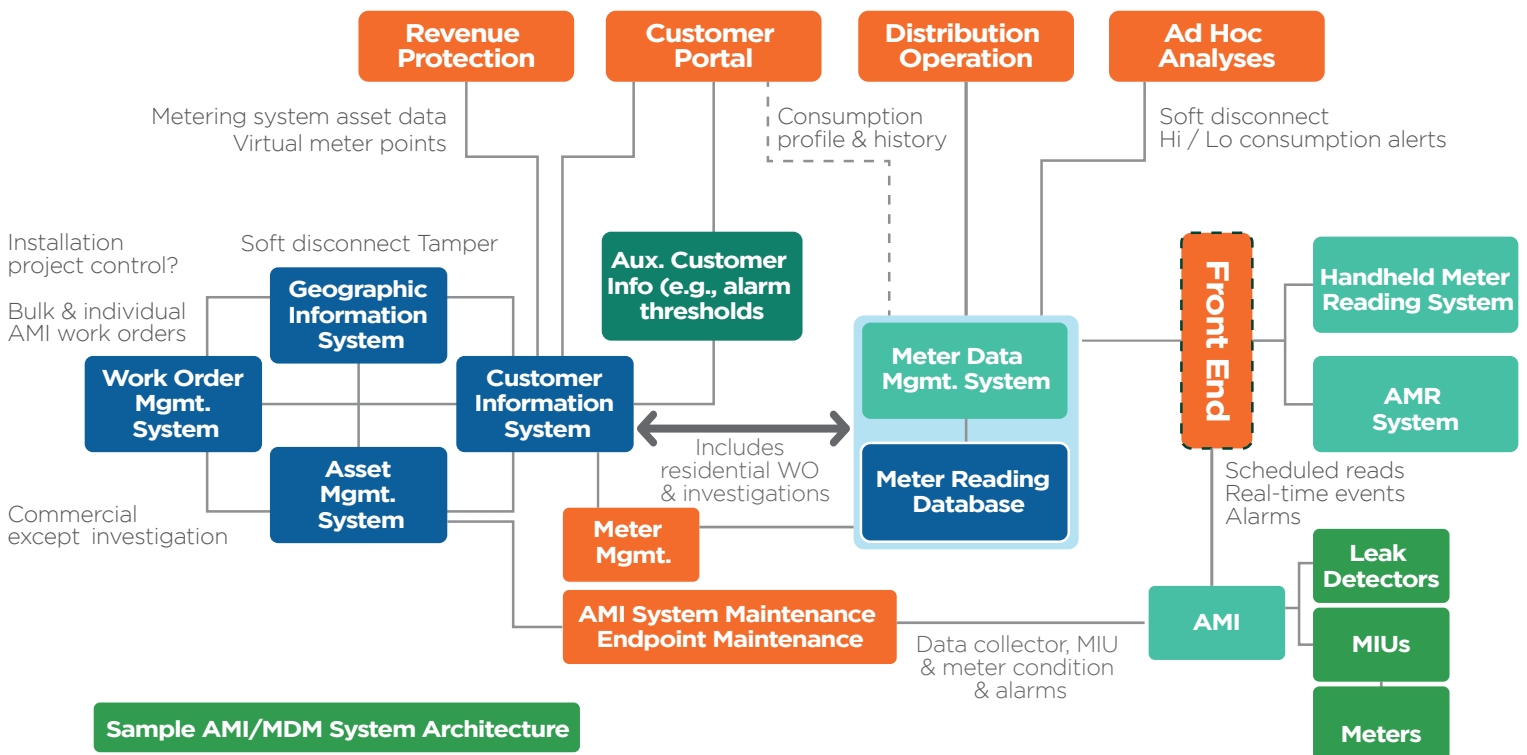 Revenue
Protection
Customer
Portal
Distribution
Operation
Ad Hoc
Analyses
Metering system asset data
Virtual meter points
Consumption
profile & history
Soft disconnect
Hi / Lo consumption alerts
Installation
project control?
Soft disconnect Tamper
Bulk & individual
AMI work orders
Geographic
Information
System
Aux. Customer
Info (e.g., alarm
thresholds
Front End
Handheld Meter
Reading System
Work Order
Mgmt.
System
Customer
Information
System
Meter Data
Mgmt. System
AMR
System
Includes
residential WO
& investigations
Asset
Mgmt.
System
Meter Reading
Database
Scheduled reads
Real-time events
Alarms
Commercial
except investigation
Meter
Mgmt.
Leak
Detectors
AMI System Maintenance
Endpoint Maintenance
AMI
MIUs
Data collector, MIU
& meter condition
& alarms
Sample AMI/MDM System Architecture
Meters